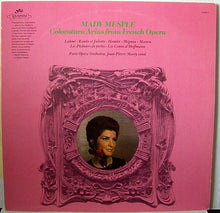 MADY MESPLÉ
Coloratura Arias from French Opera
Lakmé · Roméo et Juliette · Hamlet · Mignon · Manon
Les Pêcheurs de perles · Les Contes d'Hoffmann
Paris Opéra Orchestra, Jean-Pierre Marty cond.